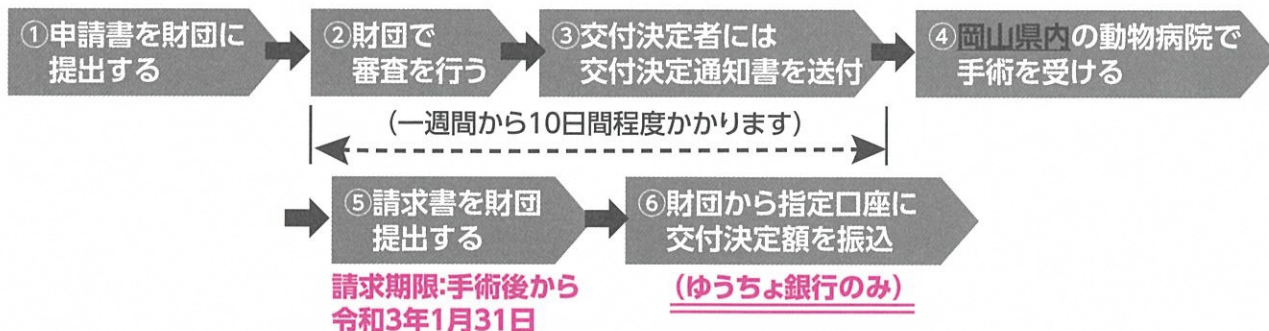 ①申請書を財団に
提出する
②財団で
審査を行う
③交付決定者には
交付決定通知書を送付
④岡山県内の動物病院で
手術を受ける
(一週間から10日間程度かかります)
⑤請求書を財団
提出する
⑥財団から指定口座に
交付決定額を振込
請求期限:手術後から
令和3年1月31日
(ゆうちょ銀行のみ)